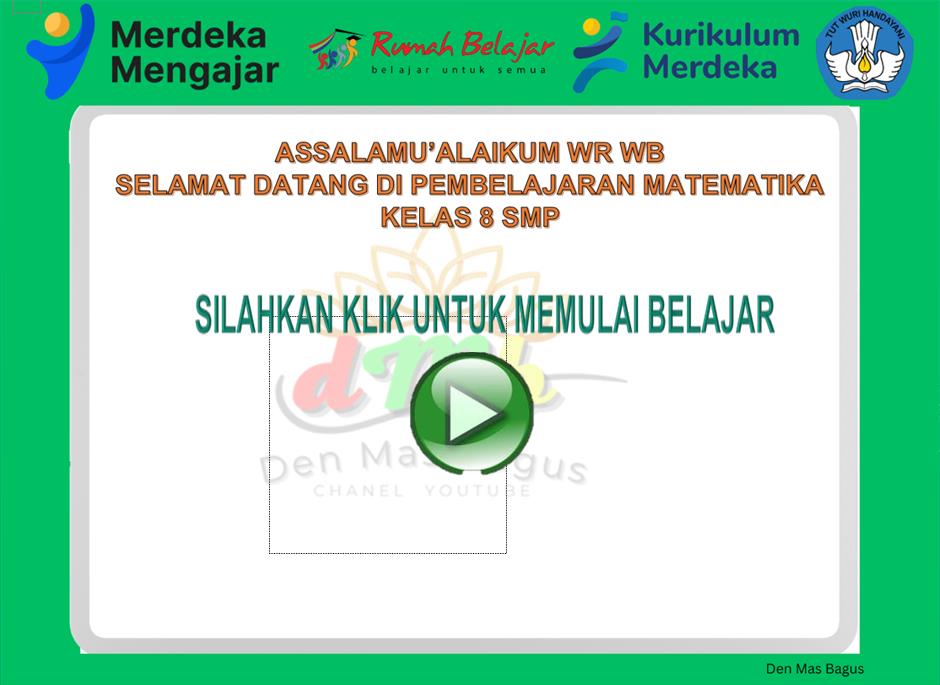 Merdeka
Mengajar
Rumah Belajar
belajar untuk semua
Kurikulum
Merdeka
TUT WURI HANDAYANI
ASSALAMU'ALAIKUM WR WB
SELAMAT DATANG DI PEMBELAJARAN MATEMATIKA
KELAS 8 SMP
SILAHKAN KLIK UNTUK MEMULAI BELAJAR
dMb
Den Mas Bagus
CHANEL YOUTUBE
Den Mas Bagus